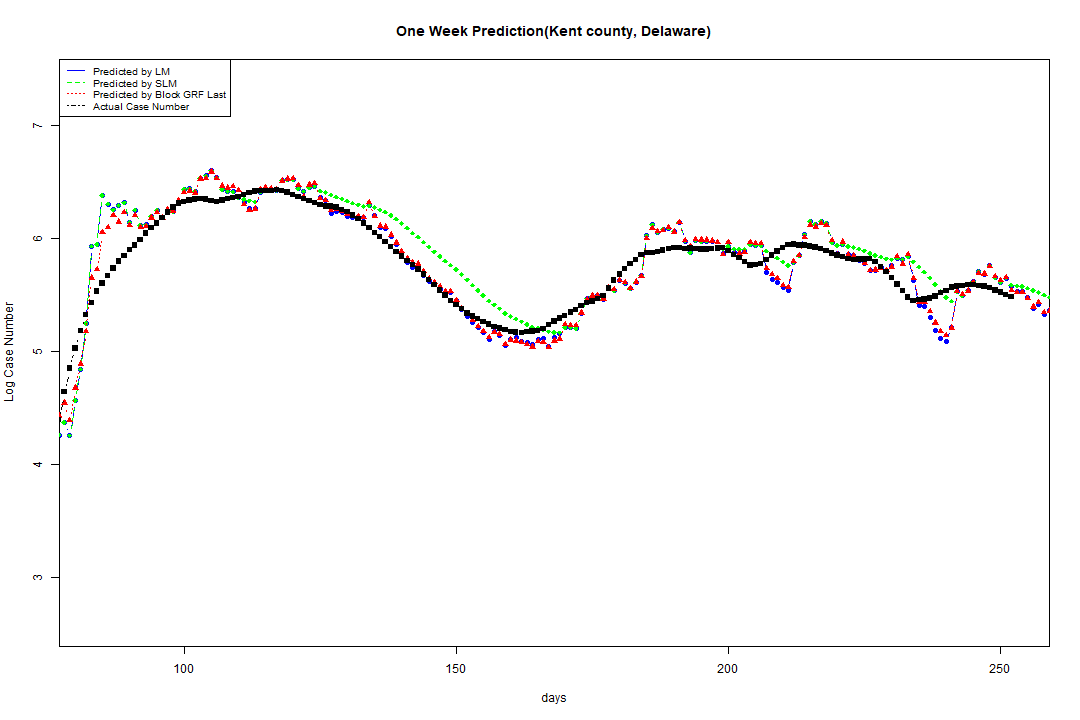 One Week Prediction(Kent county, Delaware)
Predicted by LM
Predicted by SLM
Predicted by Block GRF Last
Actual Case Number
7
6
5
4
3
Log Case Number
100 150 200 250
days